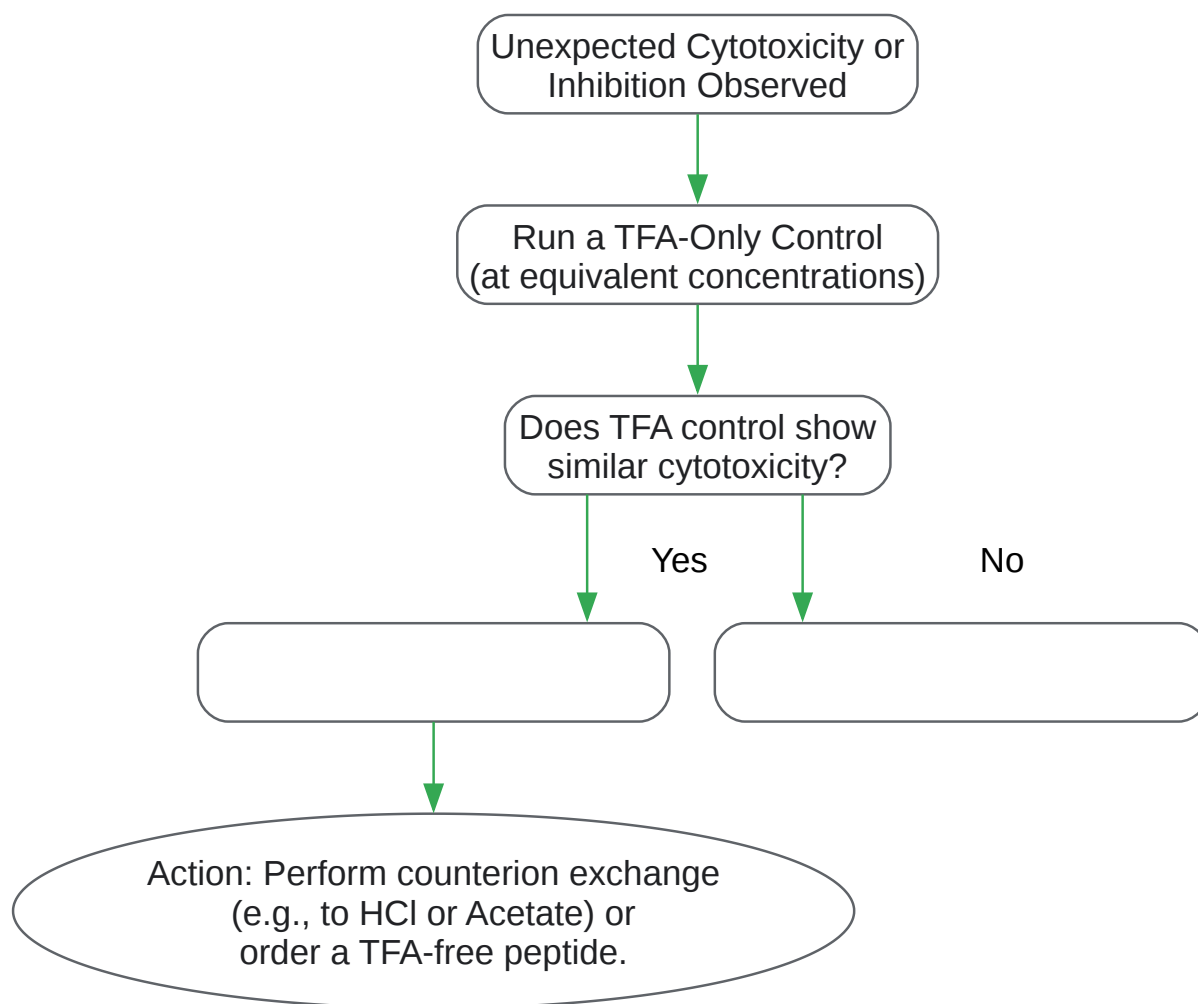 Unexpected Cytotoxicity or
Inhibition Observed
Run a TFA-Only Control
(at equivalent concentrations)
Does TFA control show
similar cytotoxicity?
Yes
No
Action: Perform counterion exchange
(e.g., to HCl or Acetate) or
order a TFA-free peptide.